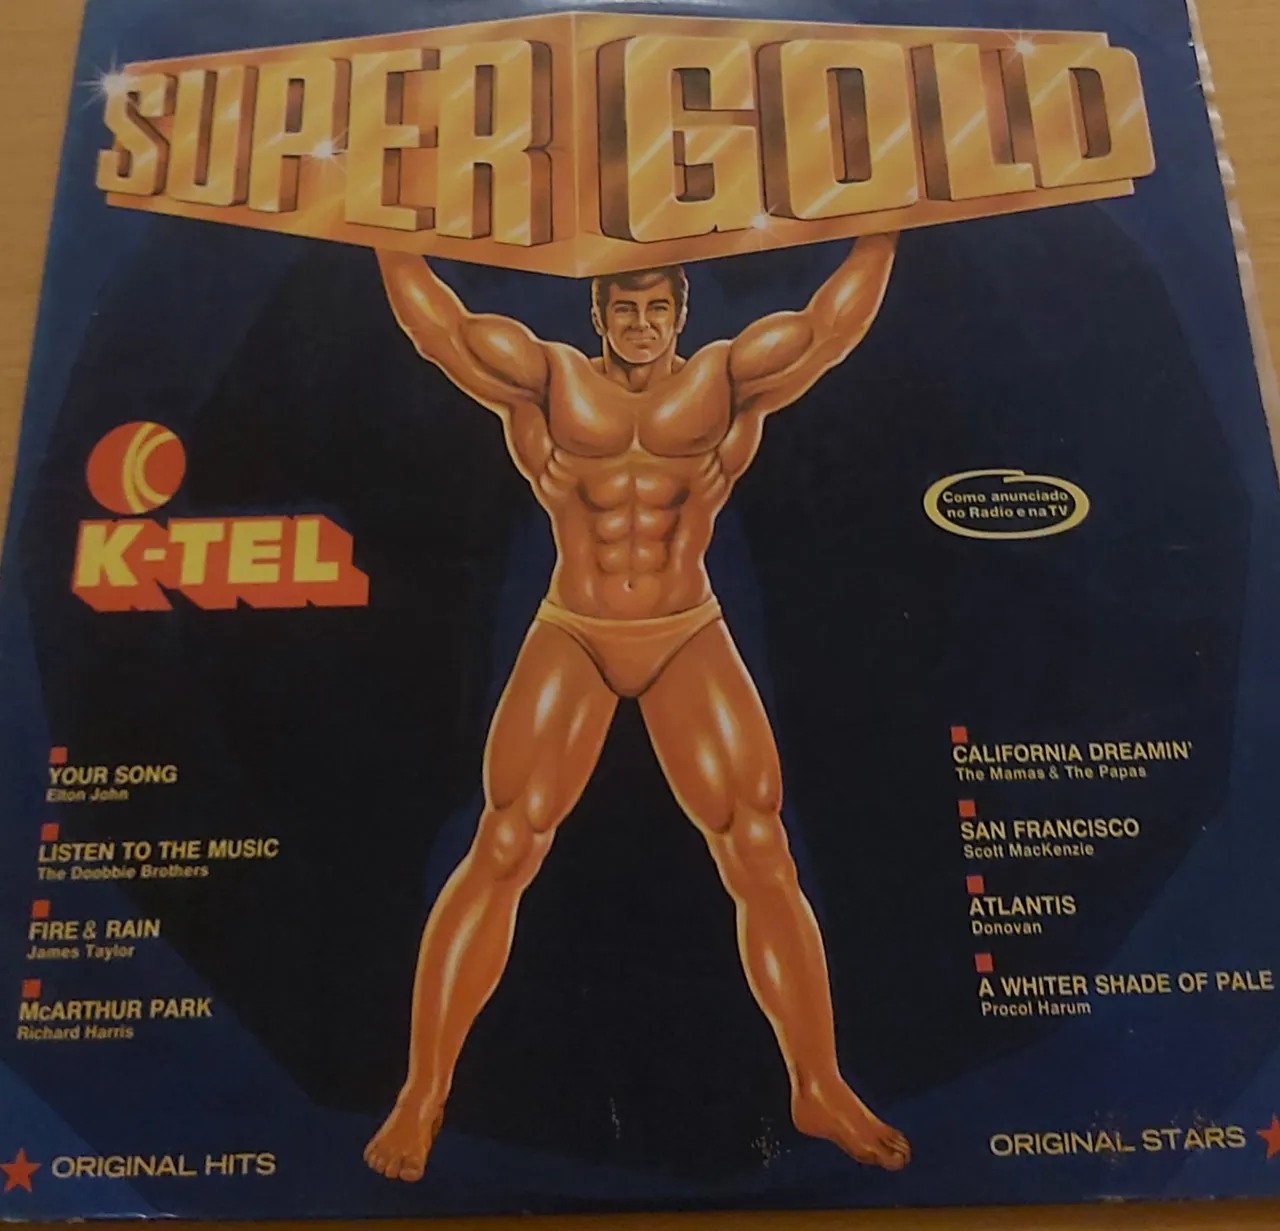 SUPER GOLD
K-TEL
Como anunciado
no Radio e na TV
YOUR SONG
Elton John
LISTEN TO THE MUSIC
The Doobbie Brothers
FIRE & RAIN
James Taylor
McARTHUR PARK
Richard Harris
CALIFORNIA DREAMIN'
The Mamas & The Papas
SAN FRANCISCO
Scott MacKenzie
ATLANTIS
Donovan
A WHITER SHADE OF PALE
Procol Harum
ORIGINAL HITS
ORIGINAL STARS